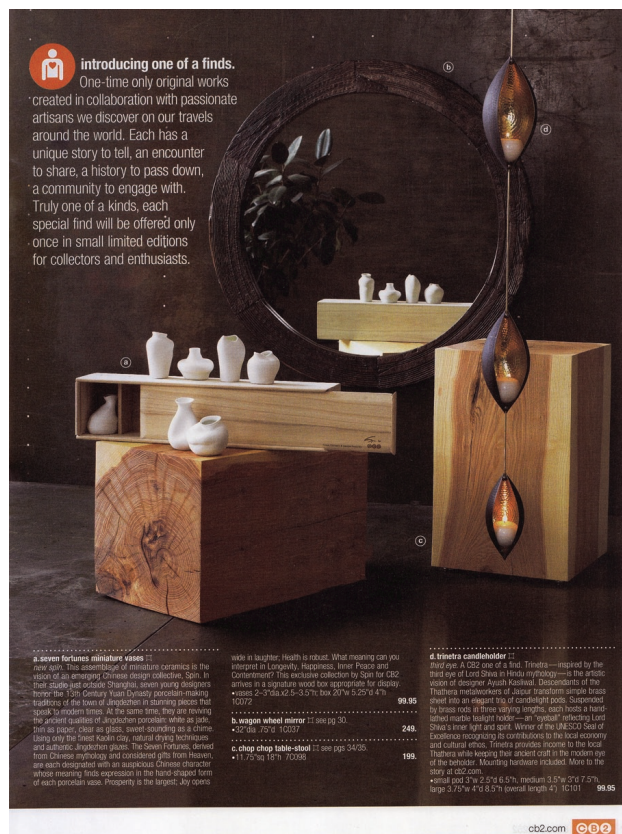 introducing one of a finds.
One-time only original works
created in collaboration with passionate
artisans we discover on our travels
around the world. Each has a
unique story to tell, an encounter
to share, a history to pass down,
a community to engage with.
Truly one of a kinds, each
special find will be offered only
once in small limited editions
for collectors and enthusiasts.
b
d
a
c
a. seven fortunes miniature vases
new spin. This assemblage of miniature ceramics is the
vision of an emerging Chinese design collective, Spin. In
their studio just outside Shanghai, seven young designers
honor the 13th Century Yuan Dynasty porcelain-making
traditions of the town of Jingdezhen in stunning pieces that
speak to modern times. At the same time, they are reviving
the ancient qualities of Jingdezhen porcelain: white as jade,
thin as paper, clear as glass, sweet-sounding as a chime.
Using only the finest Kaolin clay, natural drying techniques
and authentic Jingdezhen glazes. The Seven Fortunes, derived
from Chinese mythology and considered gifts from Heaven,
are each designated with an auspicious Chinese character
whose meaning finds expression in the hand-shaped form
of each porcelain vase. Prosperity is the largest; Joy opens
wide in laughter; Health is robust. What meaning can you
interpret in Longevity, Happiness, Inner Peace and
Contentment? This exclusive collection by Spin for CB2
arrives in a signature wood box appropriate for display.
•vases 2–3"dia.x2.5–3.5"h; box 20"w 5.25"d 4"h
1C072 99.95
b. wagon wheel mirror see pg 30.
•32"dia .75"d 1C037 249.
c. chop chop table-stool see pgs 34/35.
•11.75"sq 18"h 7C098 199.
d. trinetra candleholder
third eye. A CB2 one of a find. Trinetra—inspired by the
third eye of Lord Shiva in Hindu mythology—is the artistic
vision of designer Ayush Kasliwal. Descendants of the
Thathera metalworkers of Jaipur transform simple brass
sheet into an elegant trio of candlelight pods. Suspended
by brass rods in three varying lengths, each hosts a hand-
lathed marble tealight holder—an "eyeball" reflecting Lord
Shiva's inner light and spirit. Winner of the UNESCO Seal of
Excellence recognizing its contributions to the local economy
and cultural ethos. Trinetra provides income to the local
Thathera while keeping their ancient craft in the modern eye
of the beholder. Mounting hardware included. More to the
story at cb2.com.
•small pod 3"w 2.5"d 6.5"h, medium 3.5"w 3"d 7.5"h,
large 3.75"w 4"d 8.5"h (overall length 4') 1C101 99.95
cb2.com CB2